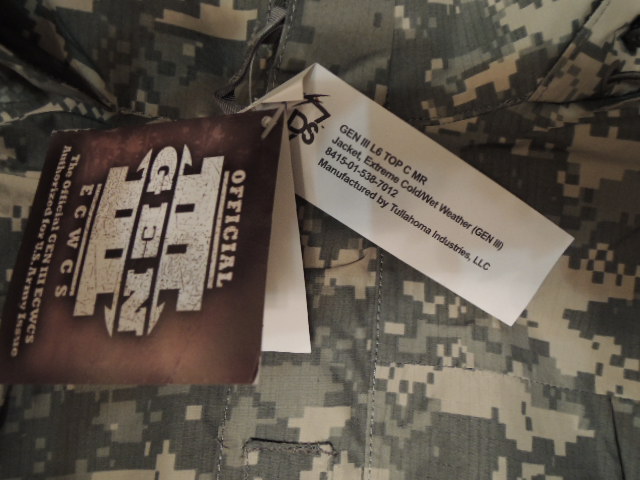 OFFICIAL
GEN III
ECWCS
The Official GEN III ECWCS
Authorized for U.S. Army Issue
ADS
GEN III L6 TOP C MR
Jacket, Extreme Cold/Wet Weather (GEN III)
8415-01-538-7012
Manufactured by Tullahoma Industries, LLC